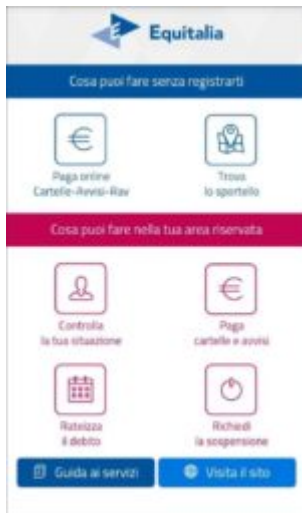 Equitalia
Cosa puoi fare senza registrarti
Paga online
Cartelle-Avvisi-Rav
Trova
lo sportello
Cosa puoi fare nella tua area riservata
Controlla
la tua situazione
Paga
cartelle e avvisi
Rateizza
il debito
Richiedi
la sospensione
Guida ai servizi
Visita il sito